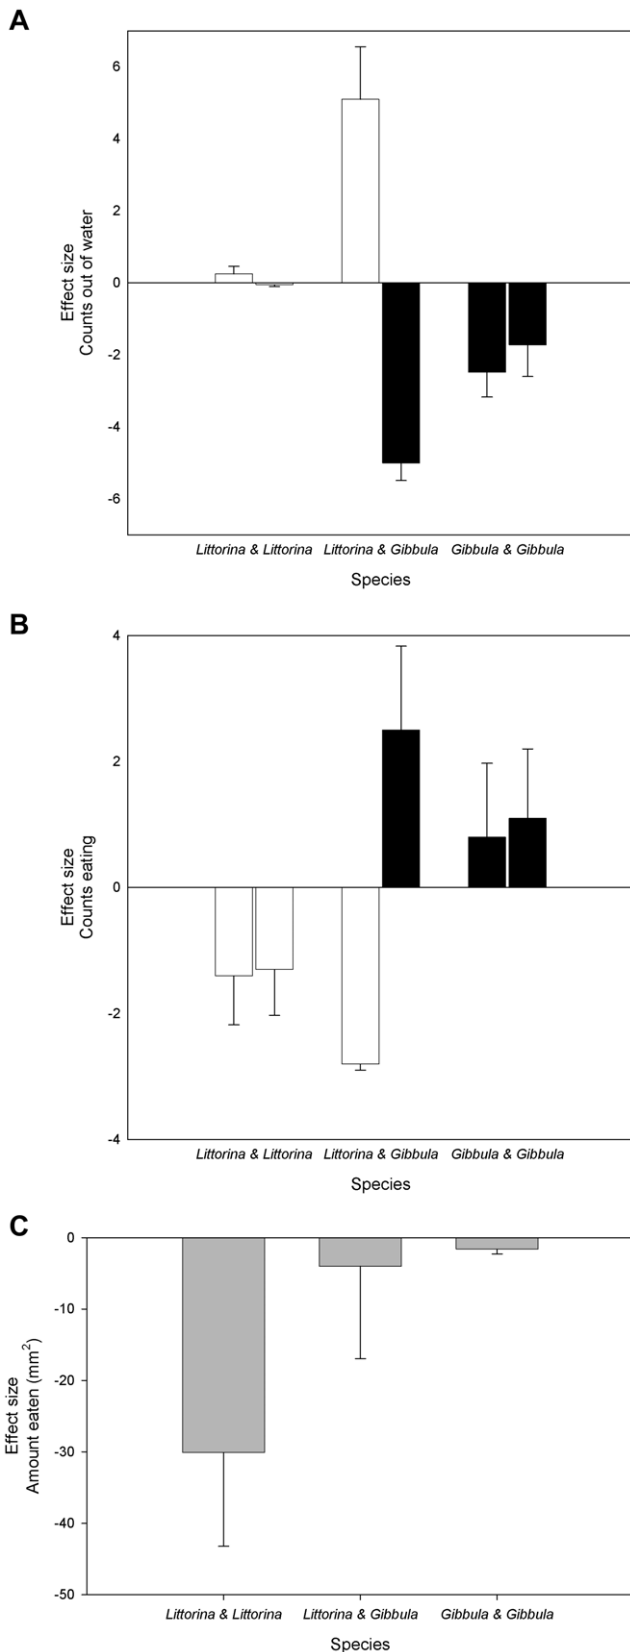 A
6
4
2
0
-2
-4
-6
Effect size
Counts out of water
Littorina & Littorina Littorina & Gibbula Gibbula & Gibbula
Species
B
4
2
0
-2
-4
Effect size
Counts eating
Littorina & Littorina Littorina & Gibbula Gibbula & Gibbula
Species
C
0
-10
-20
-30
-40
-50
Effect size
Amount eaten (mm²)
Littorina & Littorina Littorina & Gibbula Gibbula & Gibbula
Species